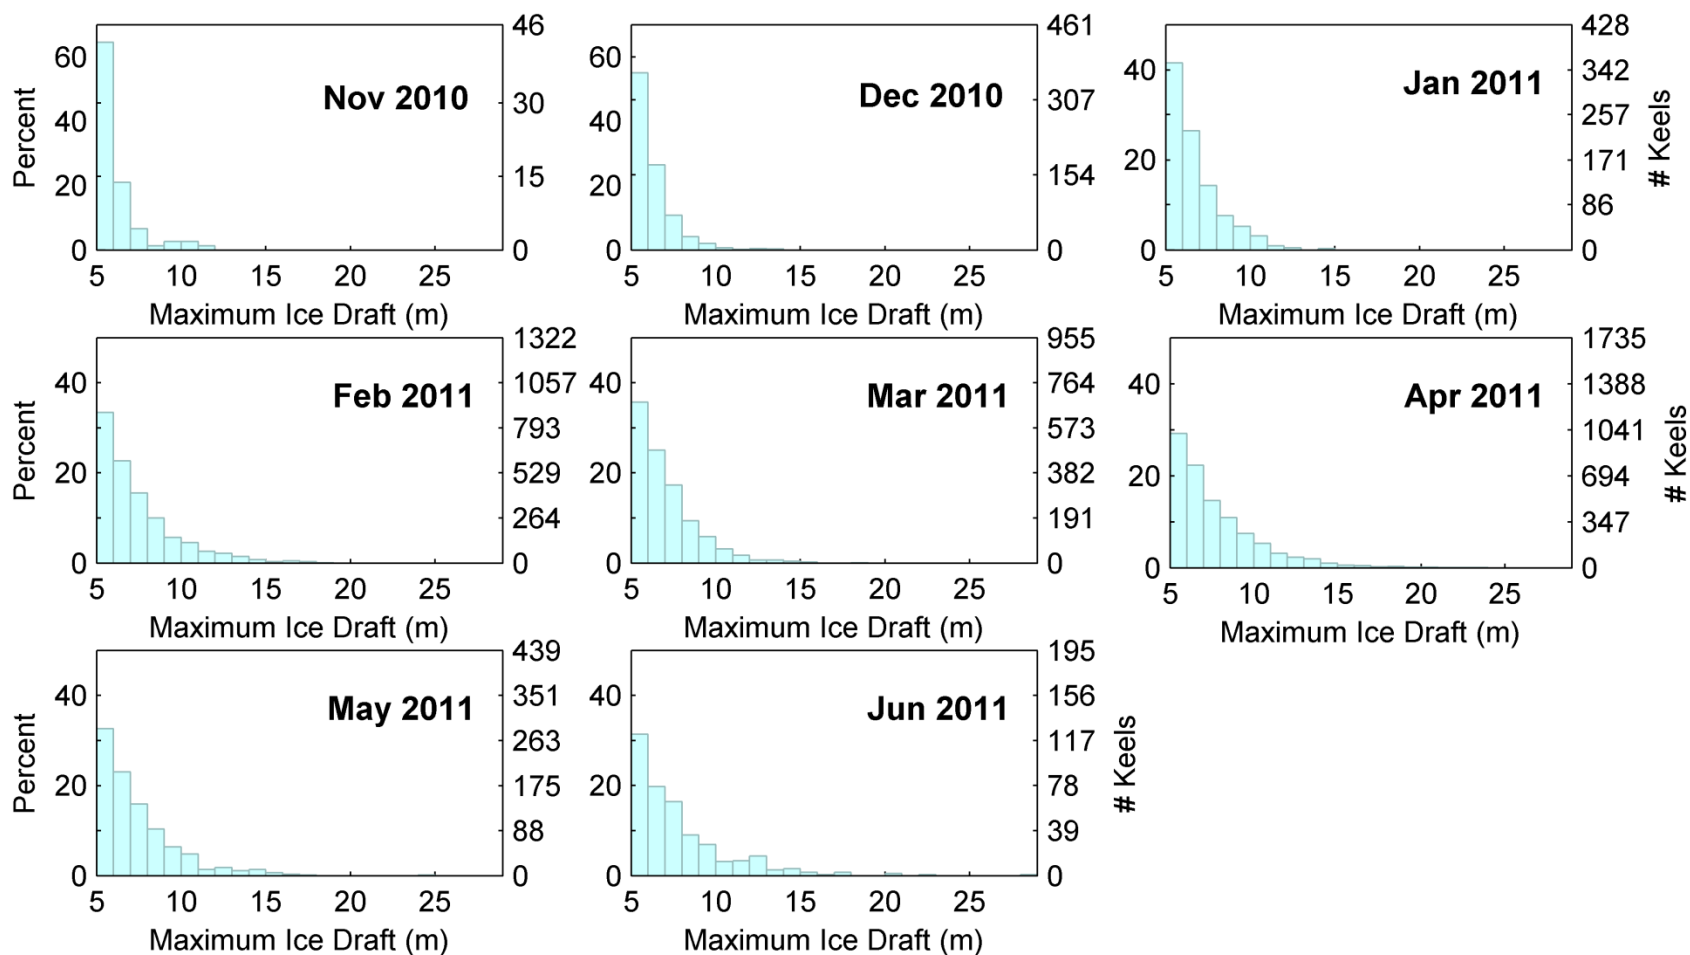 Nov 2010
Percent
60
40
20
0
46
30
15
0
5 10 15 20 25
Maximum Ice Draft (m)
Dec 2010
60
40
20
0
461
307
154
0
5 10 15 20 25
Maximum Ice Draft (m)
Jan 2011
40
20
0
428
342
257
171
86
0
# Keels
5 10 15 20 25
Maximum Ice Draft (m)
Feb 2011
Percent
40
20
0
1322
1057
793
529
264
0
5 10 15 20 25
Maximum Ice Draft (m)
Mar 2011
40
20
0
955
764
573
382
191
0
5 10 15 20 25
Maximum Ice Draft (m)
Apr 2011
40
20
0
1735
1388
1041
694
347
0
# Keels
5 10 15 20 25
Maximum Ice Draft (m)
May 2011
Percent
40
20
0
439
351
263
175
88
0
5 10 15 20 25
Maximum Ice Draft (m)
Jun 2011
40
20
0
195
156
117
78
39
0
# Keels
5 10 15 20 25
Maximum Ice Draft (m)